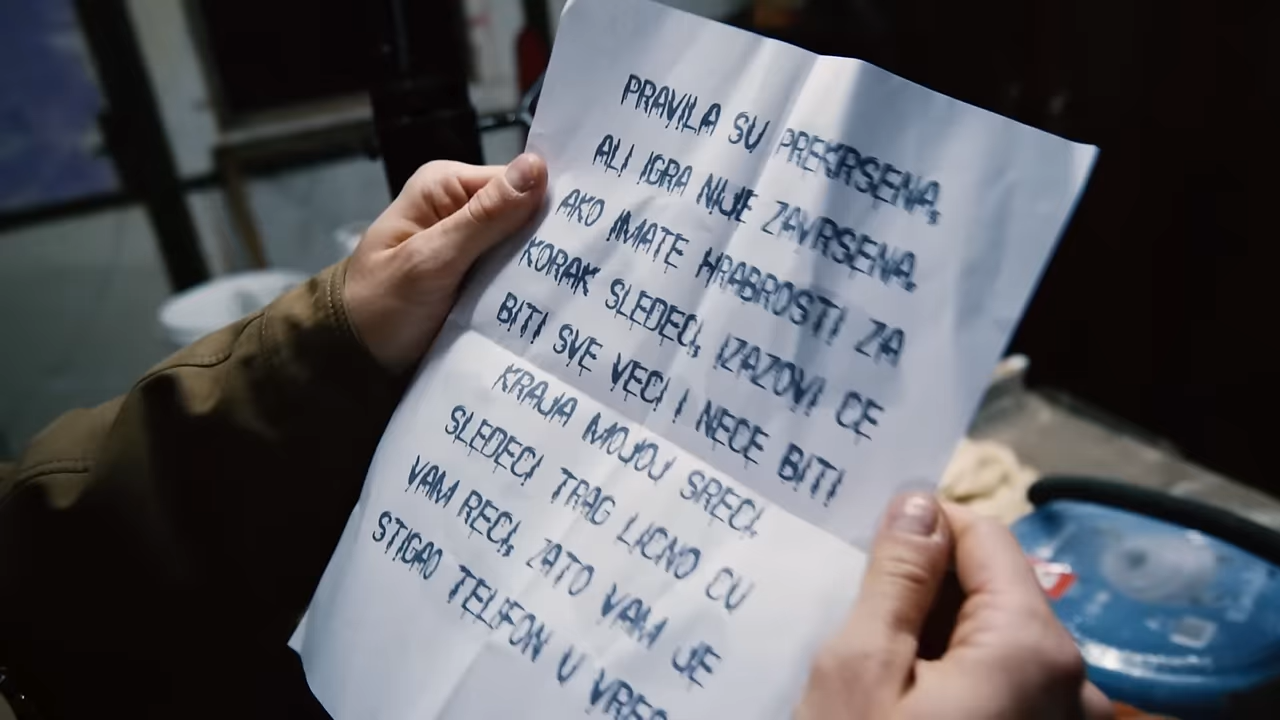 PRAVILA SU PREKRSENA,
ALI IGRA NIJE ZAVRSENA.
AKO IMATE HRABROSTI ZA
KORAK SLEDECI, IZAZOVI CE
BITI SVE VECI I NECE BITI
KRAJA MOJOJ SRECI.
SLEDECI TRAG LICNO CU
VAM RECI, ZATO VAM JE
STIGAO TELIFON U